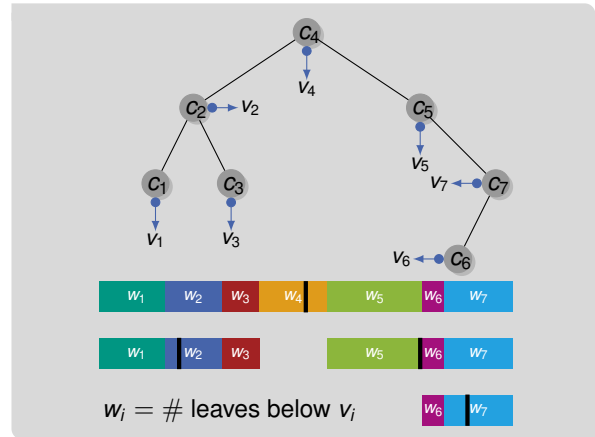 c₄
v₄
c₂ v₂ c₅
v₅
c₁ c₃ v₇ c₇
v₁ v₃
v₆ c₆
w₁ w₂ w₃ w₄ w₅ w₆ w₇
w₁ w₂ w₃ w₅ w₆ w₇
wᵢ = # leaves below vᵢ w₆ w₇